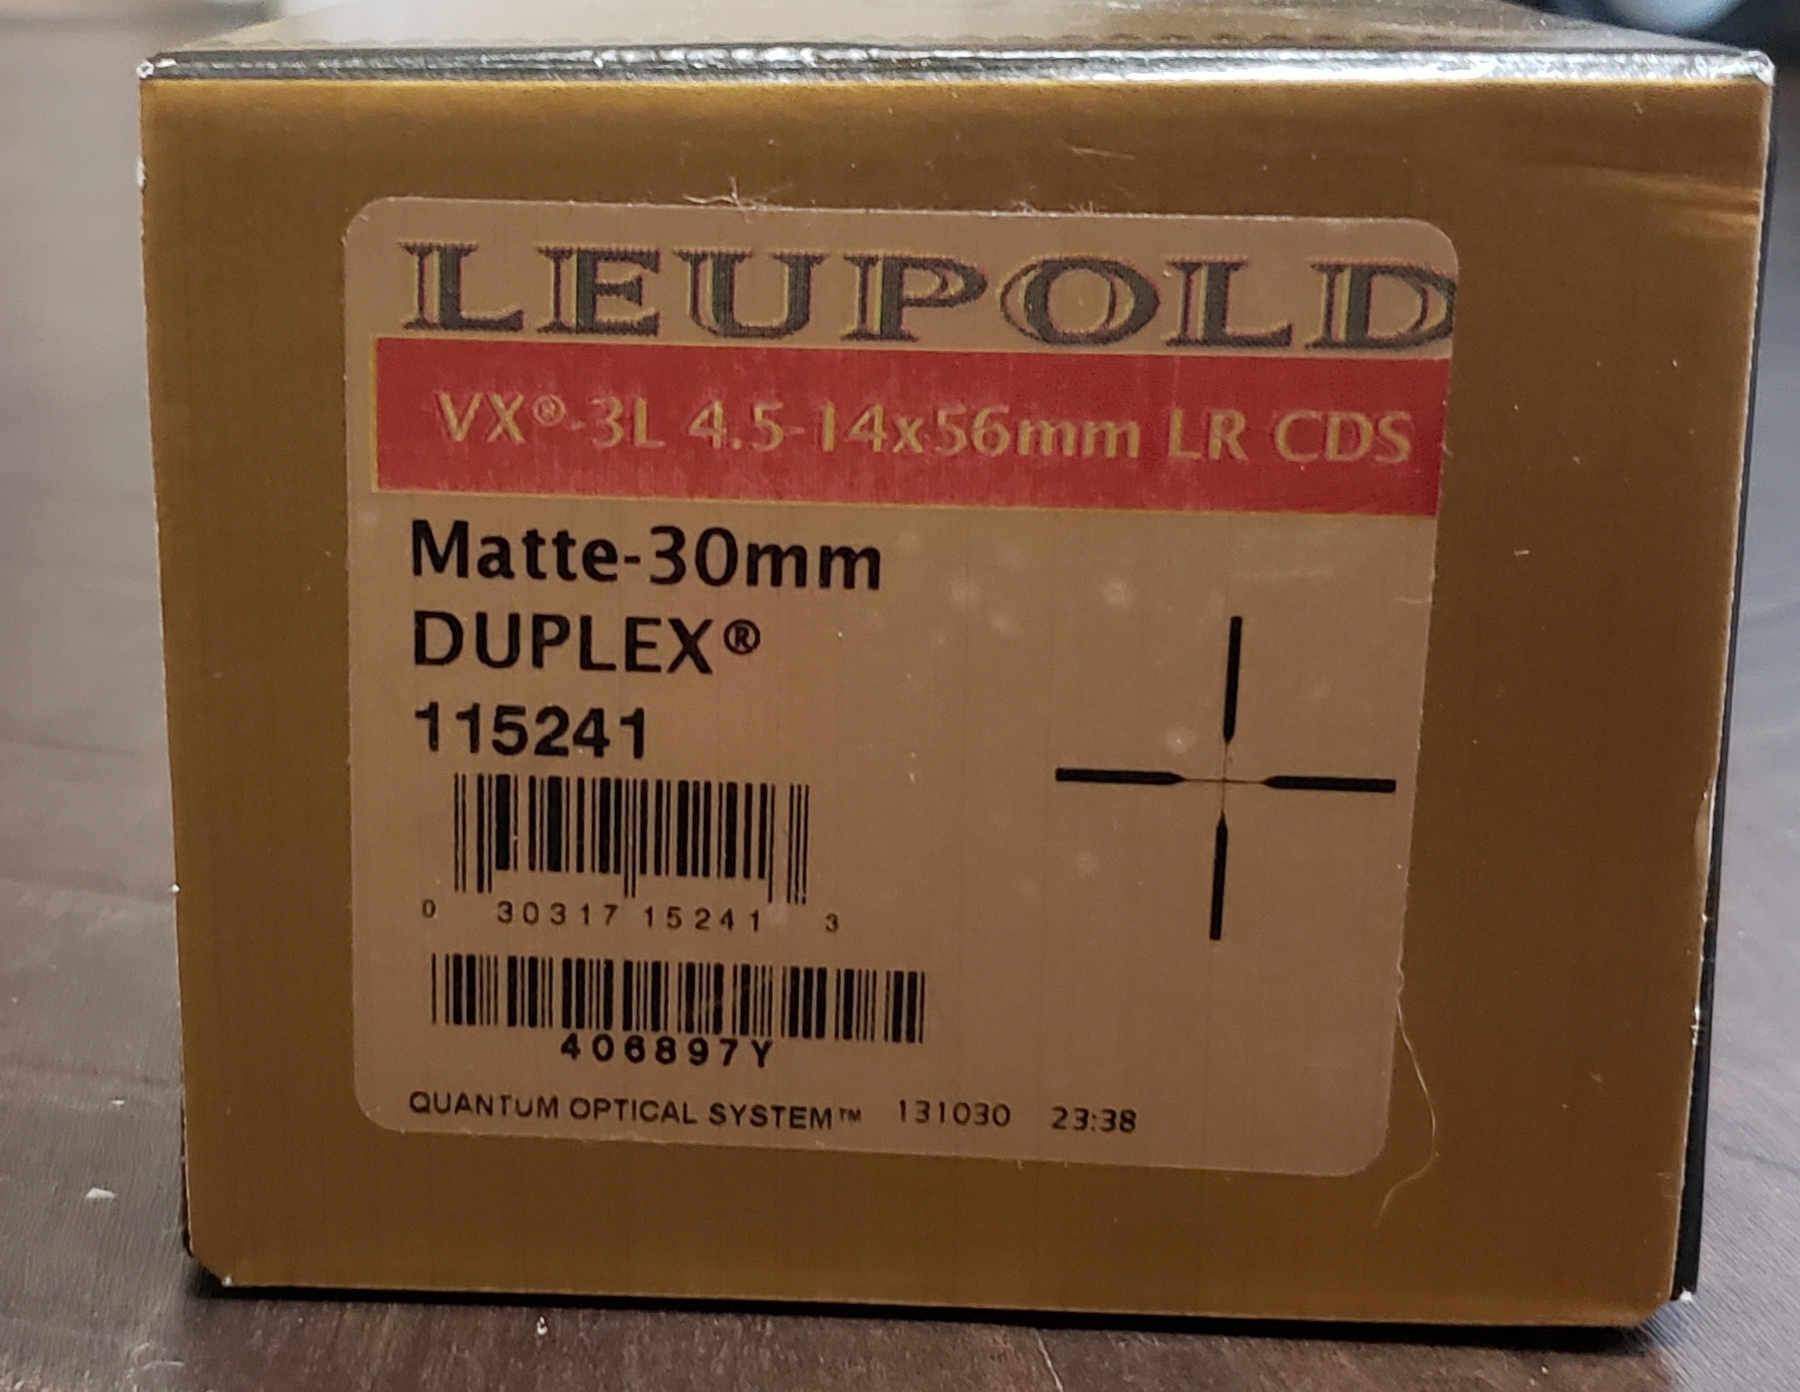 LEUPOLD
VX®-3L 4.5-14x56mm LR CDS
Matte-30mm
DUPLEX®
115241
0 30317 15241 3
406897Y
QUANTUM OPTICAL SYSTEM™ 131030 23:38